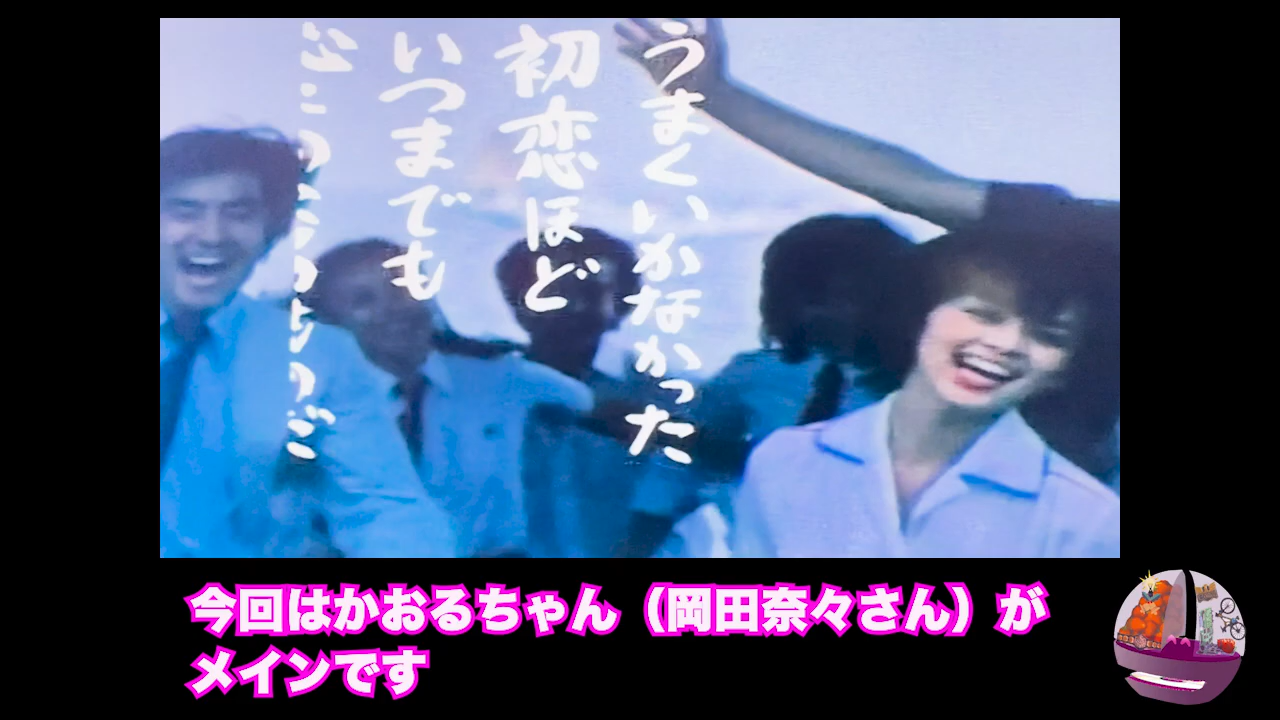 うまくいかなかった
初恋ほど
いつまでも
今回はかおるちゃん（岡田奈々さん）が
メインです